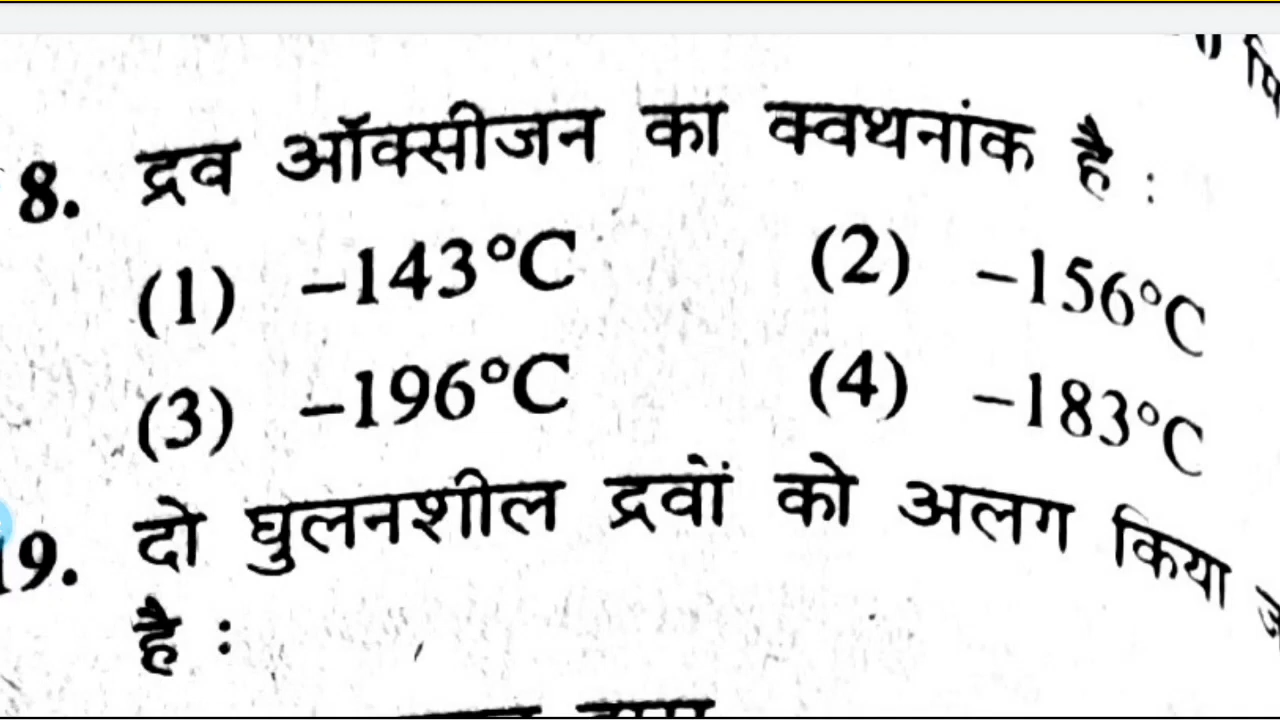 8. द्रव ऑक्सीजन का क्वथनांक है :
(1) –143°C (2) –156°C
(3) –196°C (4) –183°C
19. दो घुलनशील द्रवों को अलग किया
है :